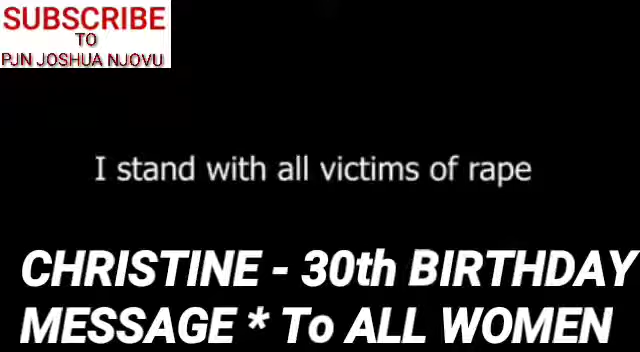 SUBSCRIBE
TO
PJN JOSHUA NJOVU
I stand with all victims of rape
CHRISTINE - 30th BIRTHDAY
MESSAGE * To ALL WOMEN